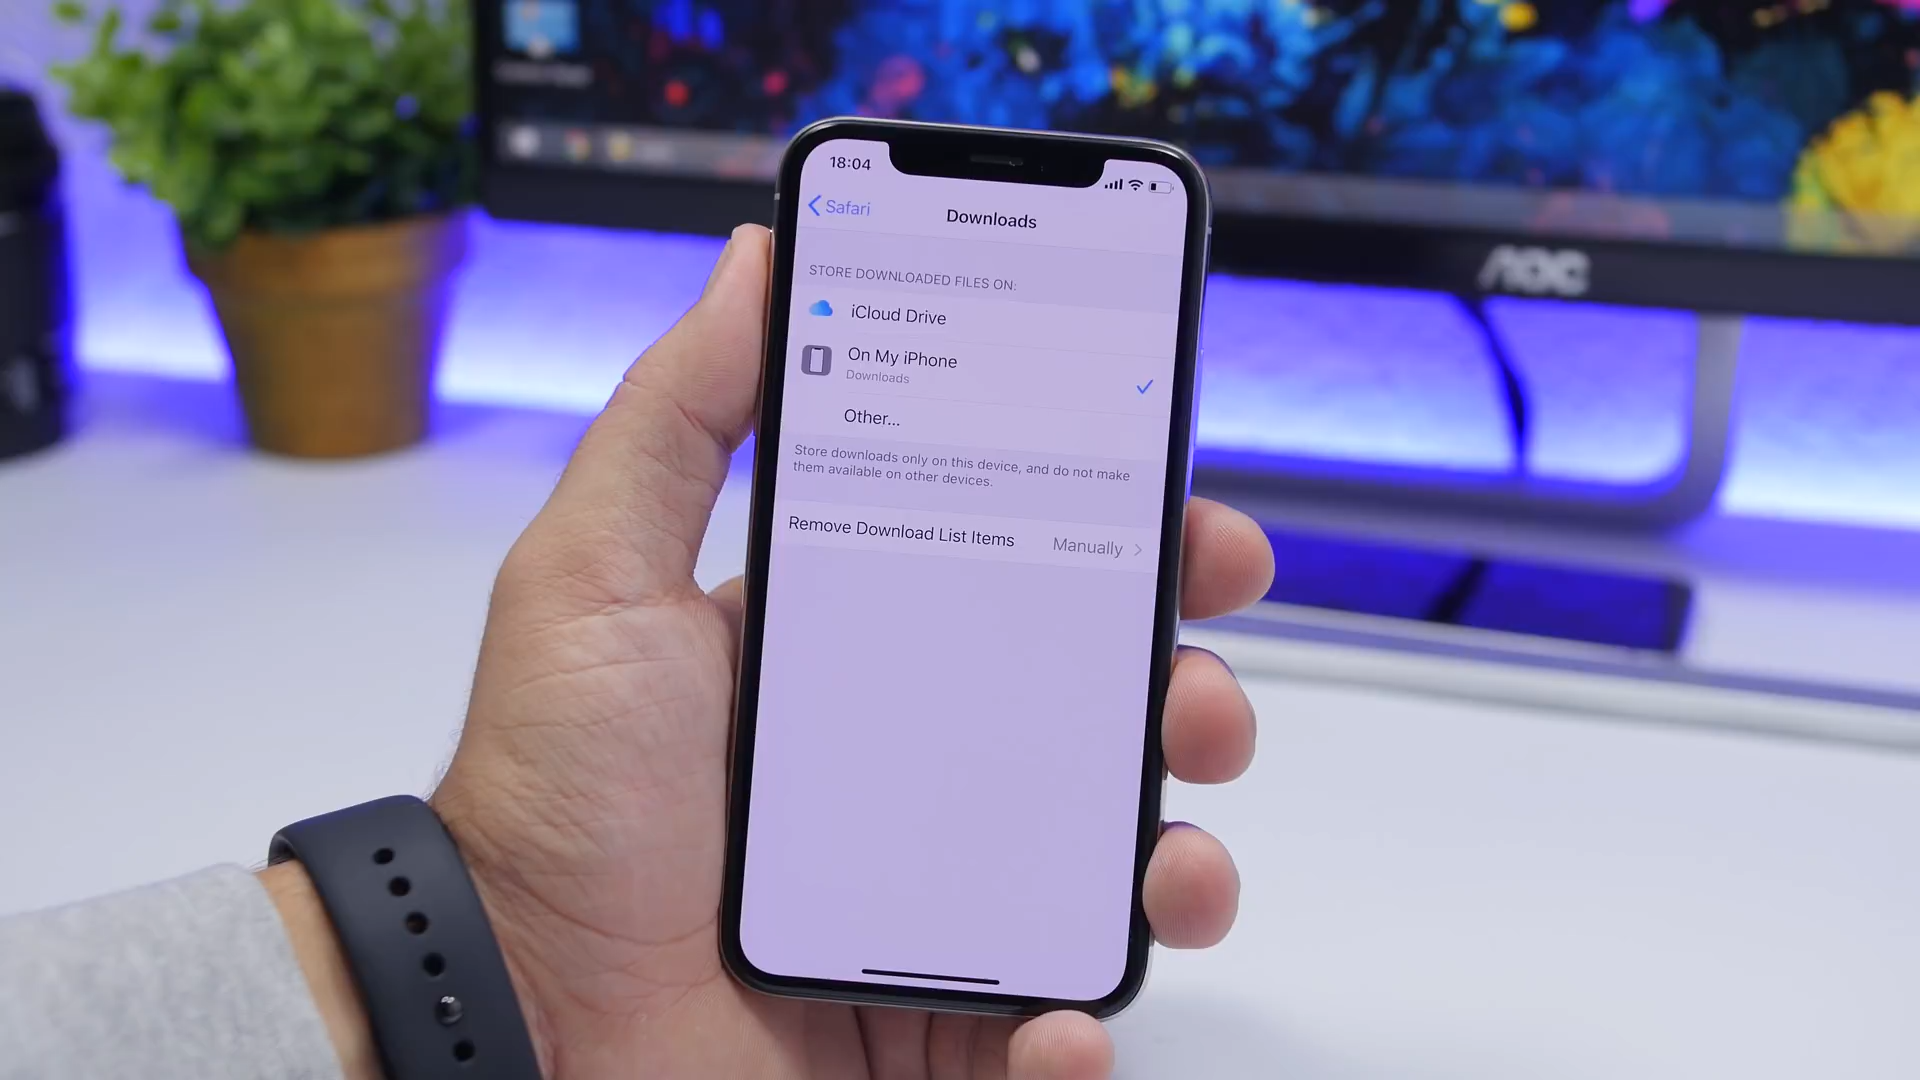 18:04
Safari
Downloads
STORE DOWNLOADED FILES ON:
iCloud Drive
On My iPhone
Downloads
Other...
Store downloads only on this device, and do not make
them available on other devices.
Remove Download List Items Manually
AOC